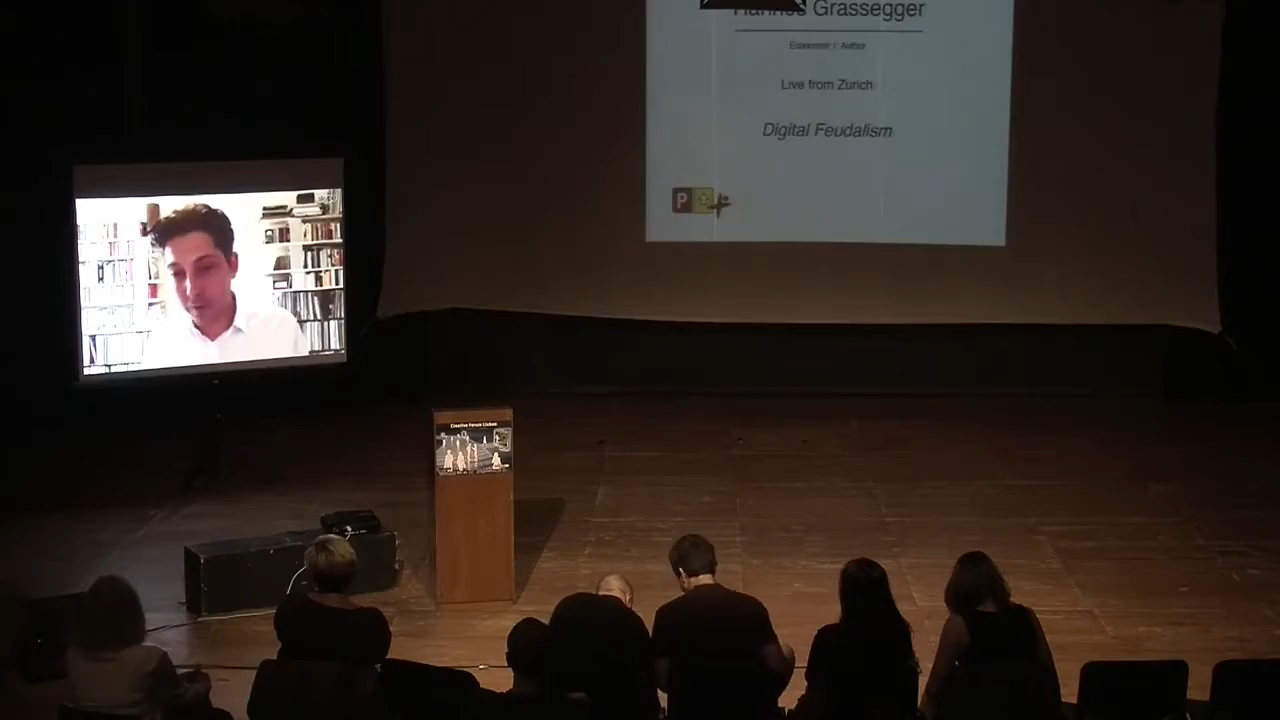 Hannes Grassegger
Economist / Author
Live from Zurich
Digital Feudalism
P
Creative Forum Lisbon